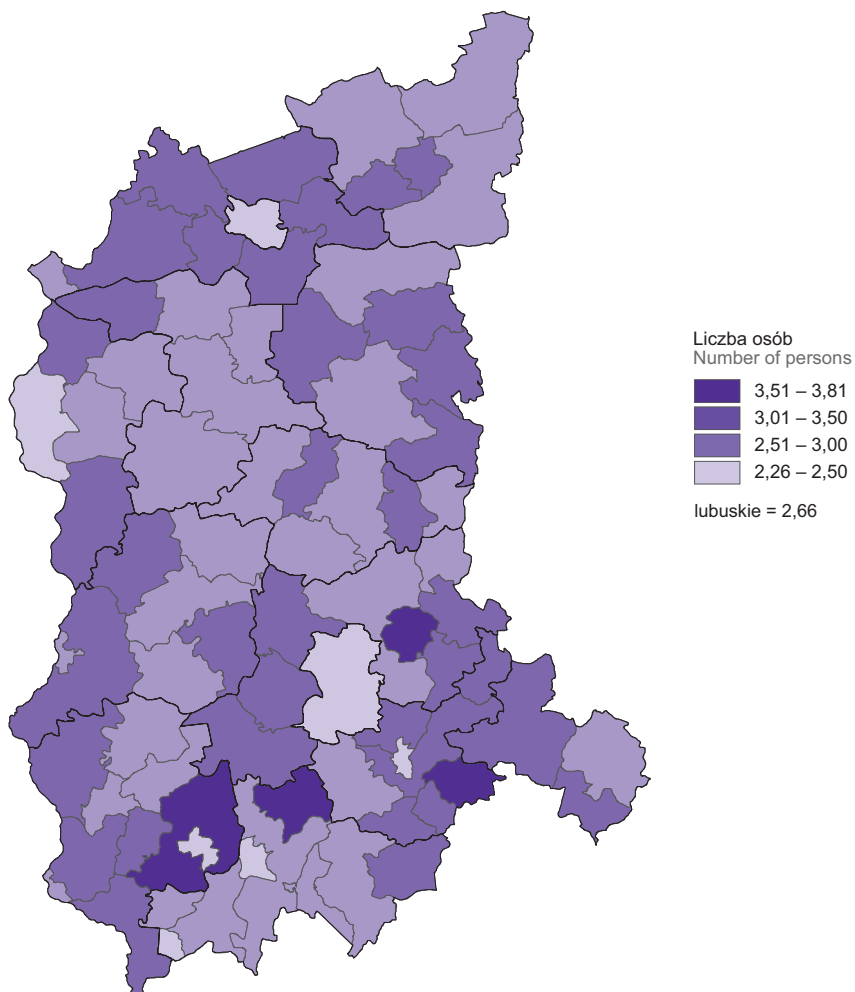 Liczba osób
Number of persons
3,51 – 3,81
3,01 – 3,50
2,51 – 3,00
2,26 – 2,50
lubuskie = 2,66